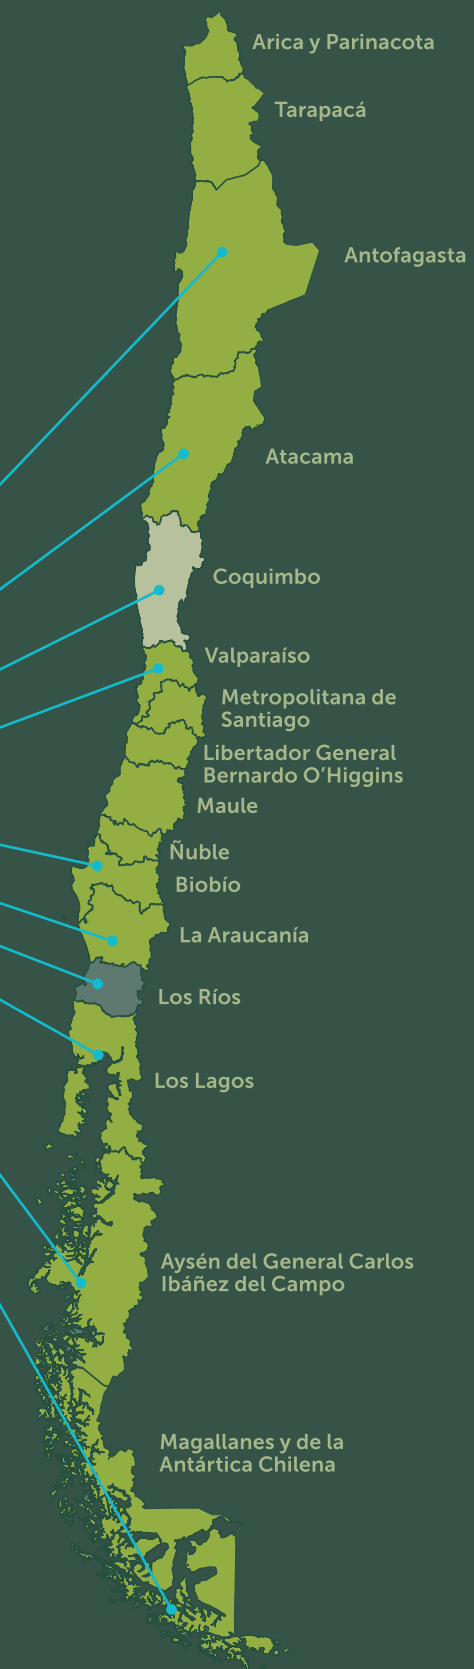 Arica y Parinacota
Tarapacá
Antofagasta
Atacama
Coquimbo
Valparaíso
Metropolitana de
Santiago
Libertador General
Bernardo O’Higgins
Maule
Ñuble
Biobío
La Araucanía
Los Ríos
Los Lagos
Aysén del General Carlos
Ibáñez del Campo
Magallanes y de la
Antártica Chilena